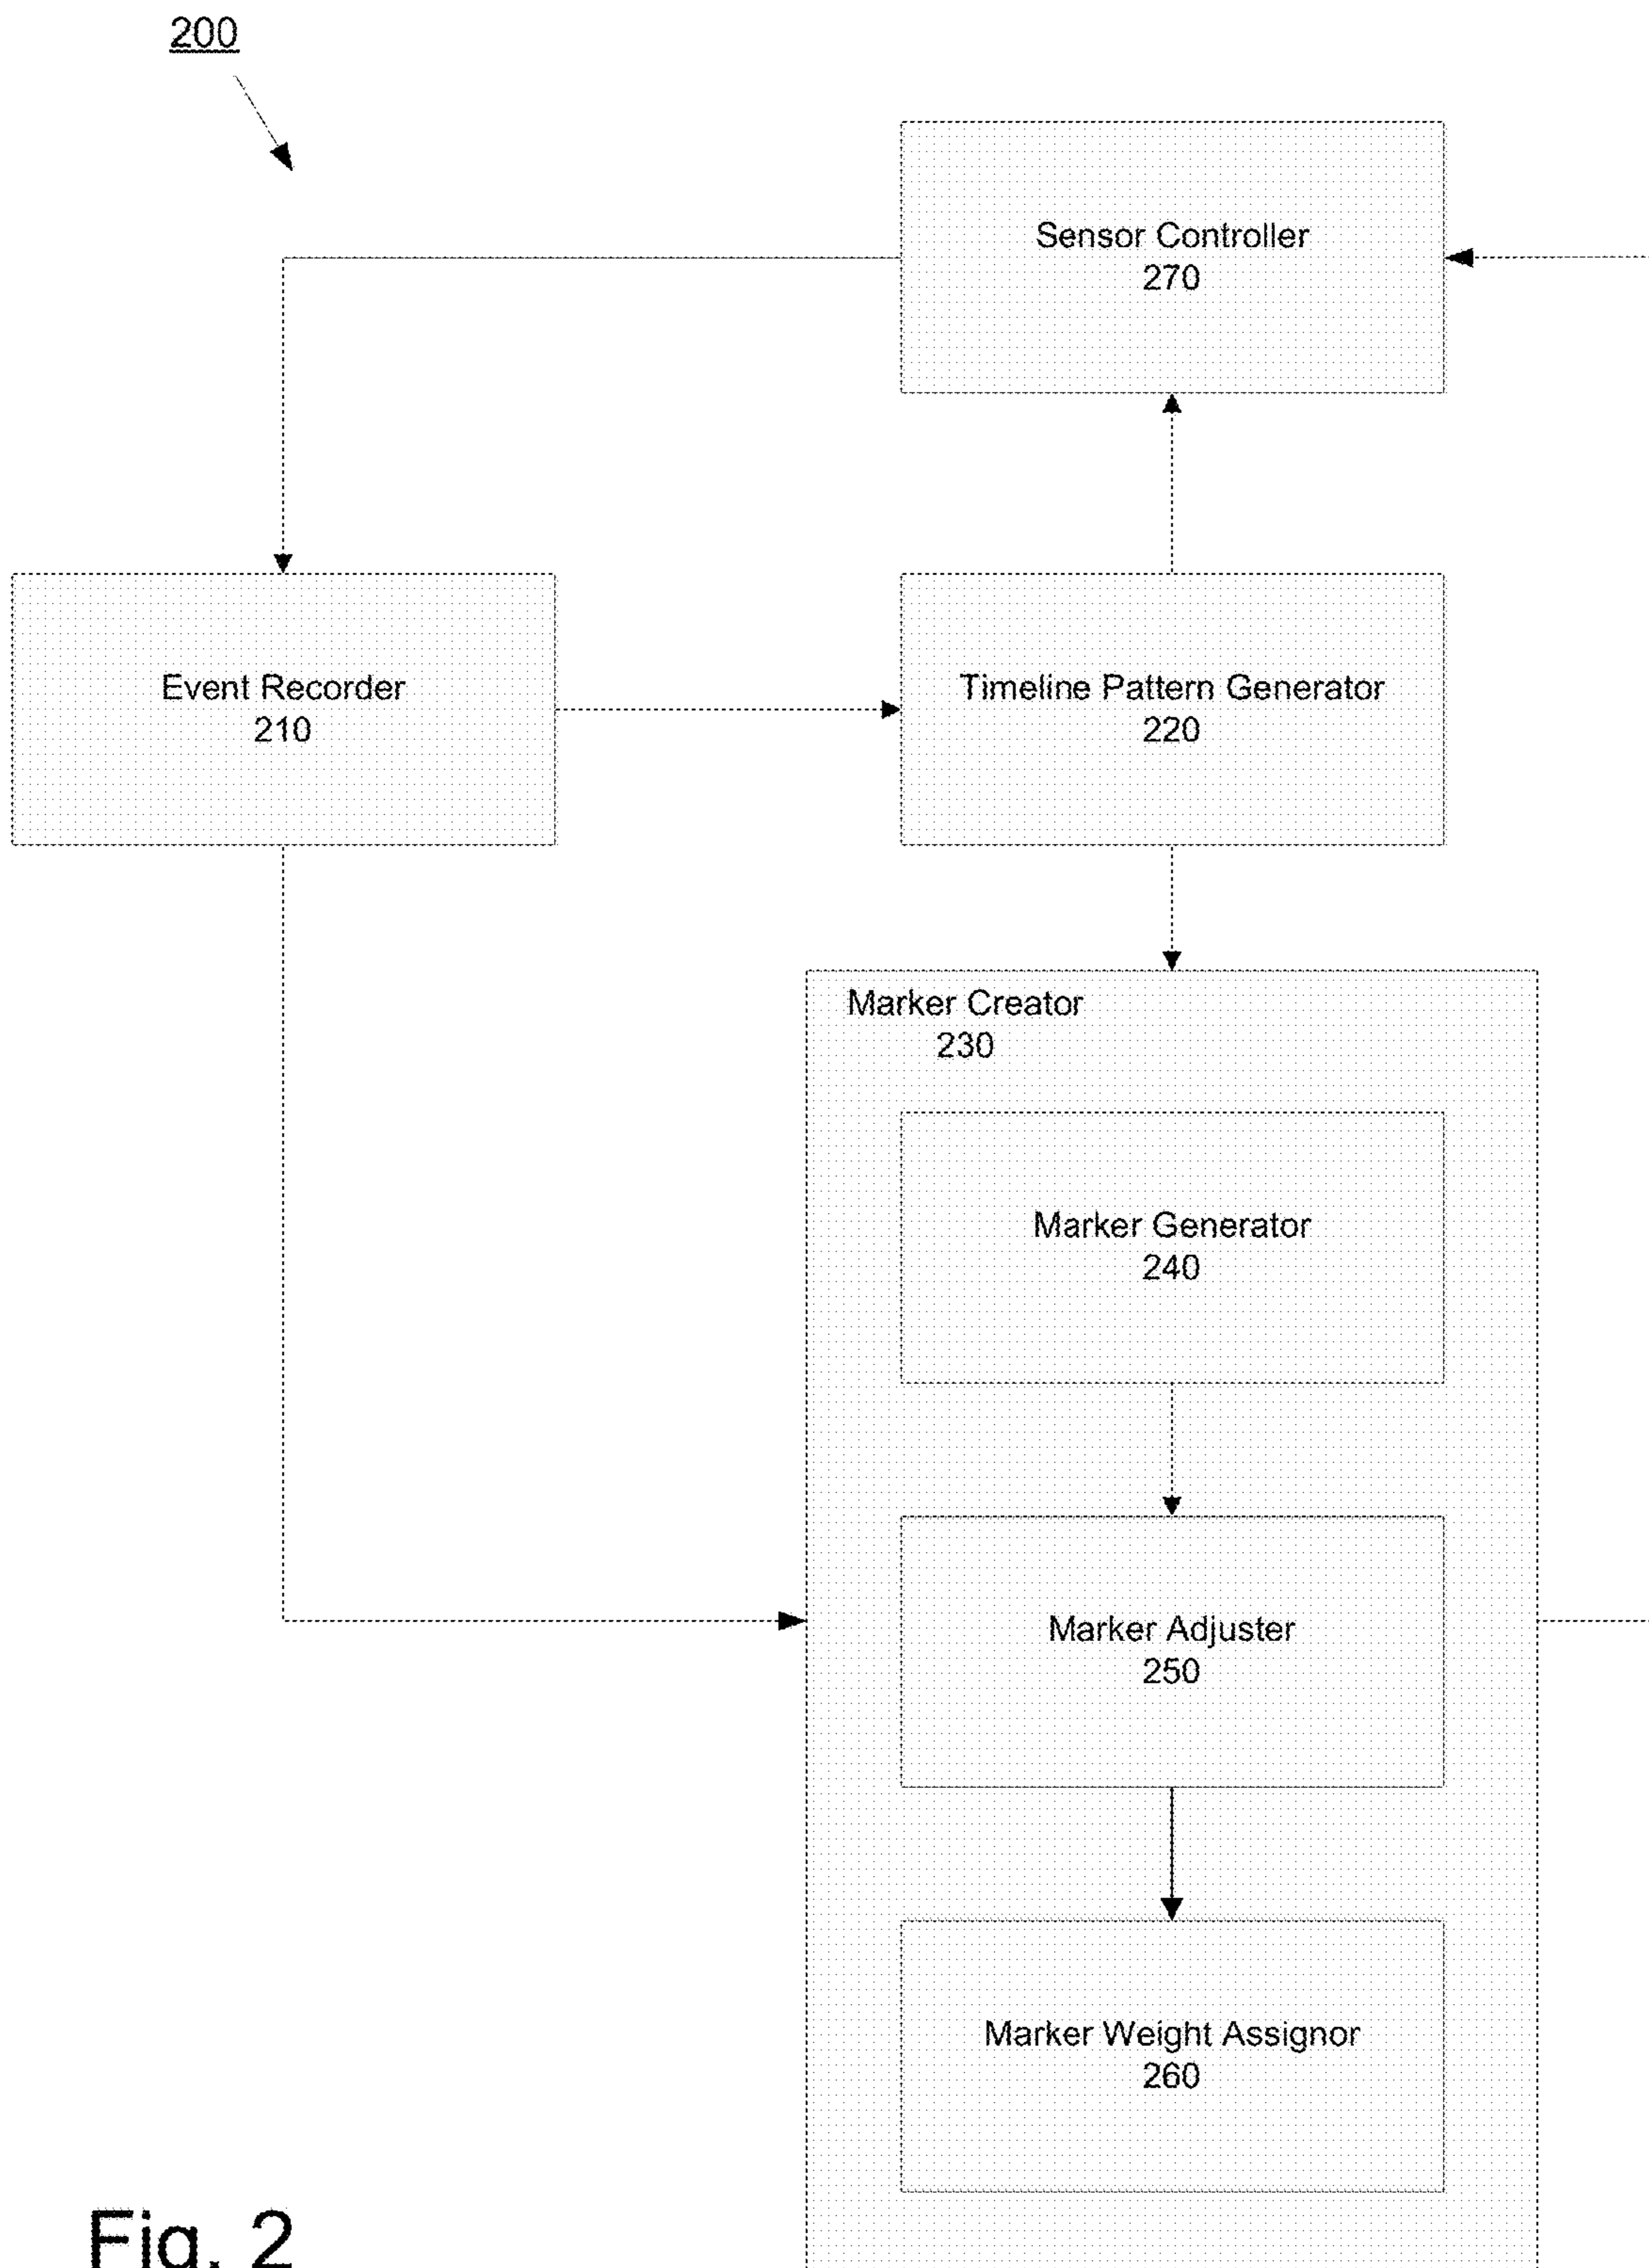 200
Sensor Controller
270
Event Recorder
210
Timeline Pattern Generator
220
Marker Creator
230
Marker Generator
240
Marker Adjuster
250
Marker Weight Assignor
260
Fig. 2